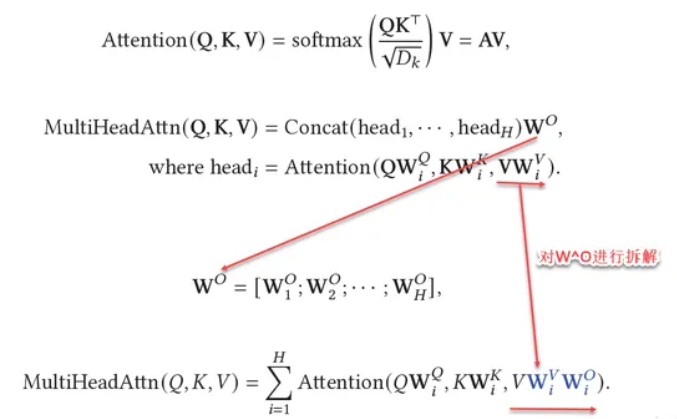 Attention(Q, K, V) = softmax(QK^⊤ / √D_k) V = AV,
MultiHeadAttn(Q, K, V) = Concat(head_1, ⋯, head_H)W^O,
where head_i = Attention(QW_i^Q, KW_i^K, VW_i^V).
对W^O进行拆解
W^O = [W_1^O; W_2^O; ⋯ ; W_H^O],
MultiHeadAttn(Q, K, V) = ∑_{i=1}^{H} Attention(QW_i^Q, KW_i^K, VW_i^V W_i^O).